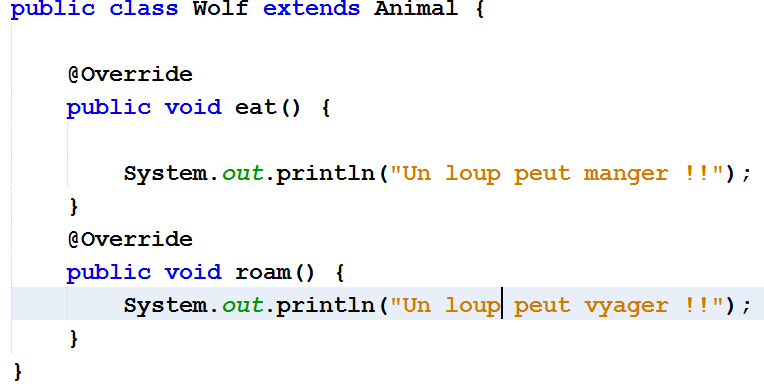 public class Wolf extends Animal {
@Override
public void eat() {
System.out.println("Un loup peut manger !!");
}
@Override
public void roam() {
System.out.println("Un loup peut vyager !!");
}
}